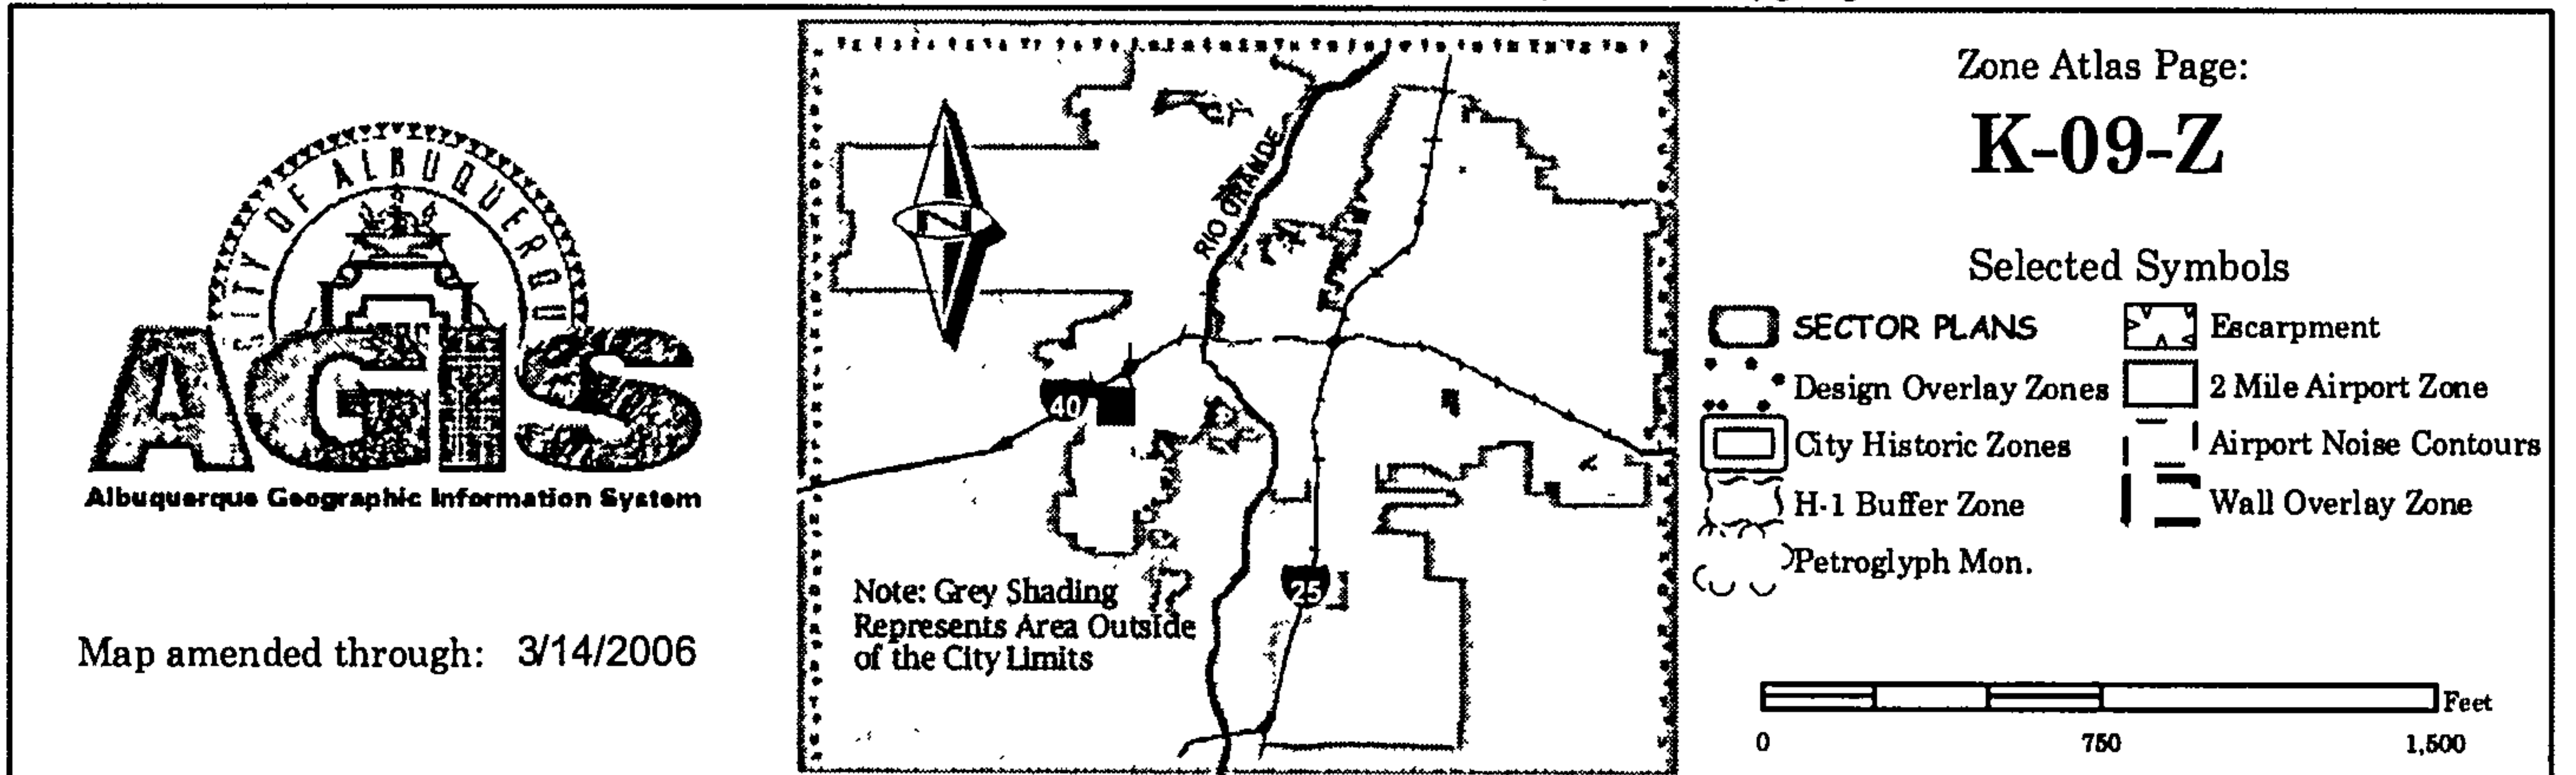 CITY OF ALBUQUERQU
AGIS
Albuquerque Geographic Information System
Map amended through: 3/14/2006
RIO GRANDE
N
40
25
Note: Grey Shading
Represents Area Outside
of the City Limits
Zone Atlas Page:
K-09-Z
Selected Symbols
SECTOR PLANS
Design Overlay Zones
City Historic Zones
H-1 Buffer Zone
Petroglyph Mon.
Escarpment
2 Mile Airport Zone
Airport Noise Contours
Wall Overlay Zone
Feet
0 750 1,500